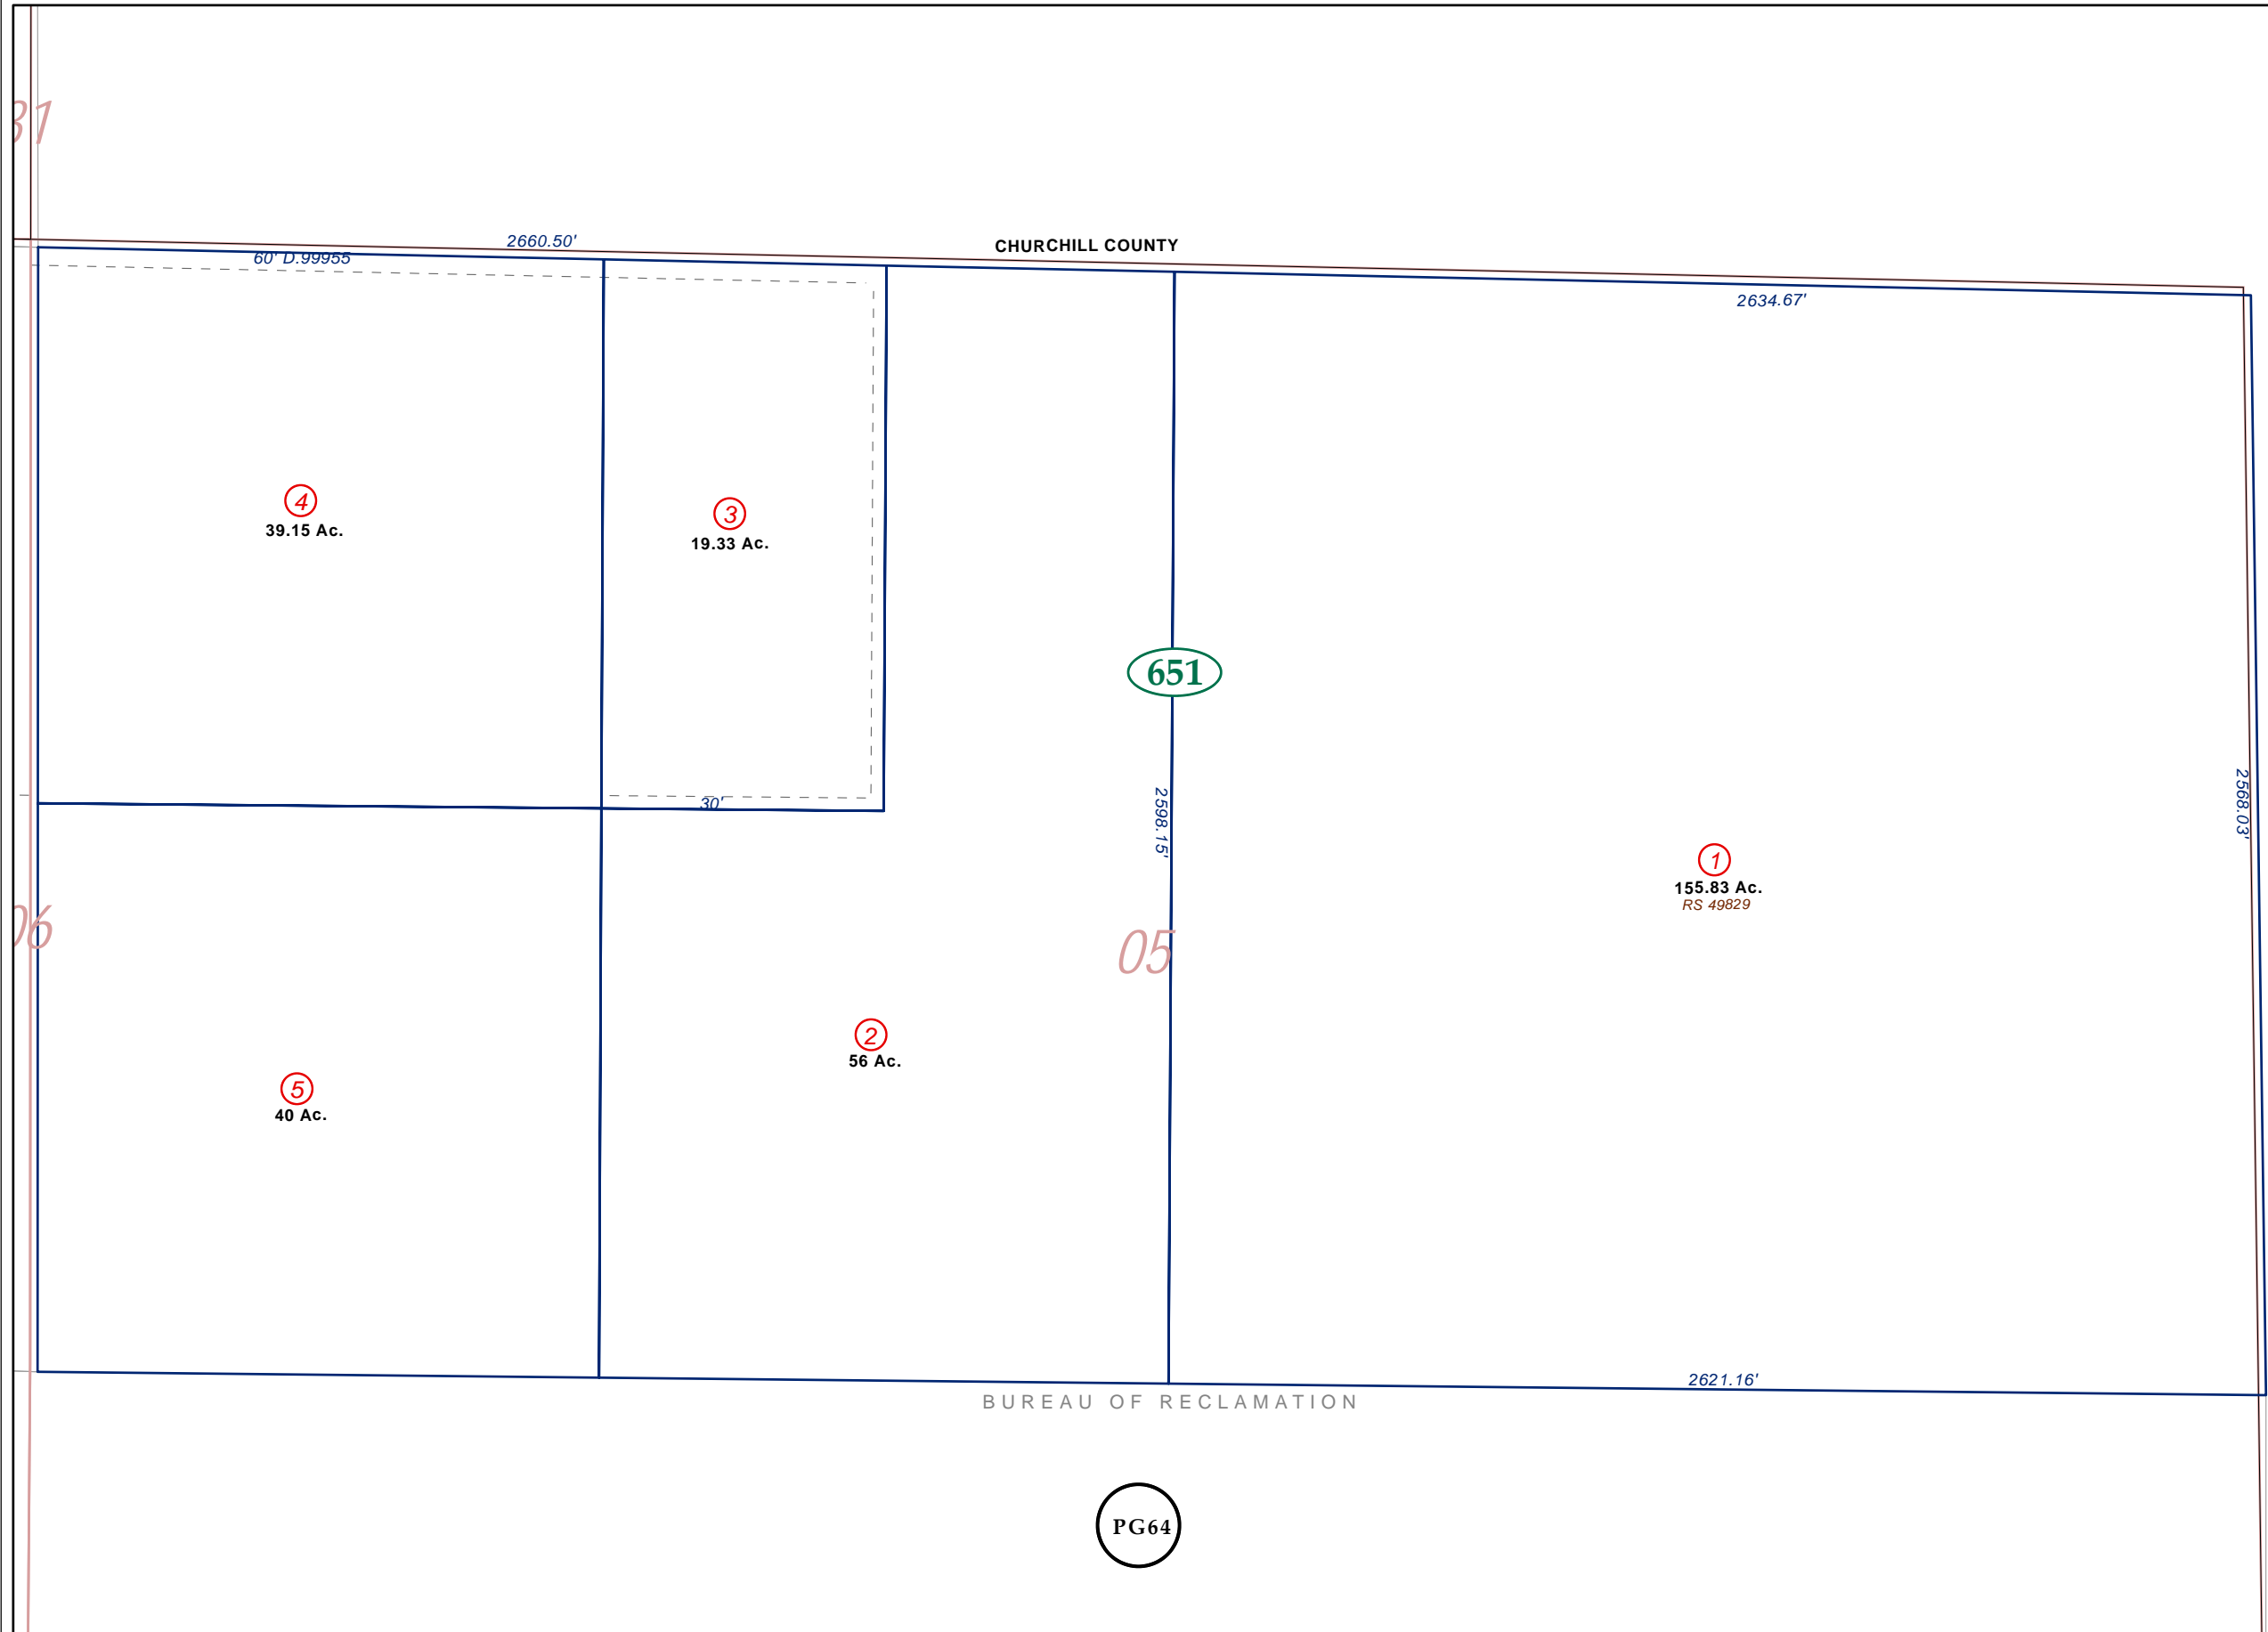 31
2660.50'
CHURCHILL COUNTY
60' D.99955
2634.67'
4
39.15 Ac.
3
19.33 Ac.
651
30'
2598.15'
2568.03'
1
155.83 Ac.
RS 49829
06
05
2
56 Ac.
5
40 Ac.
2621.16'
BUREAU OF RECLAMATION
PG64